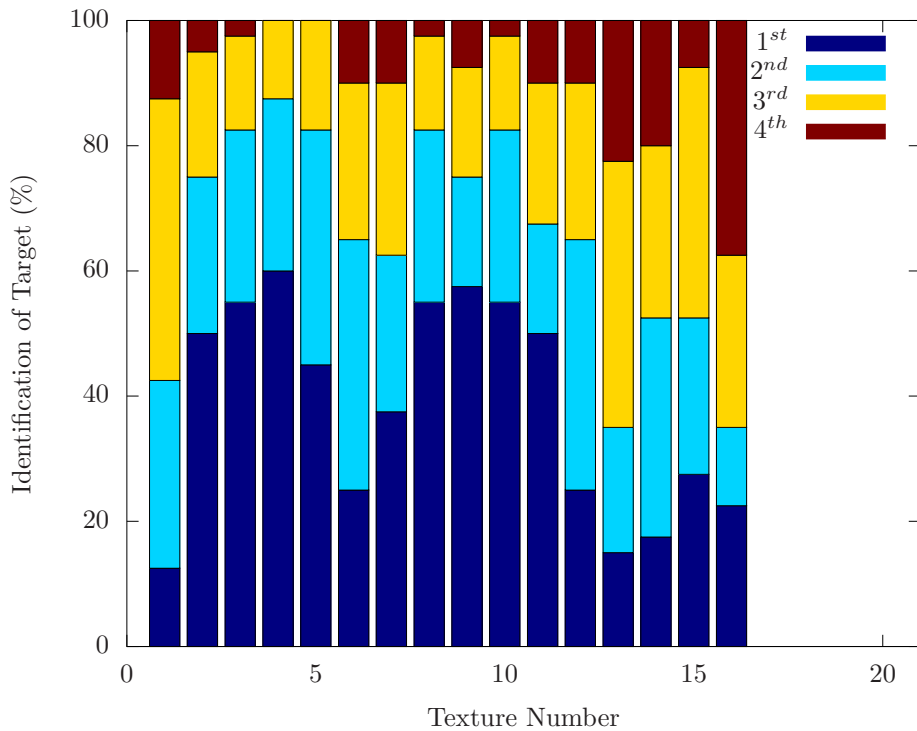 100
80
60
40
20
0
0 5 10 15 20
Identification of Target (%)
Texture Number
1st
2nd
3rd
4th